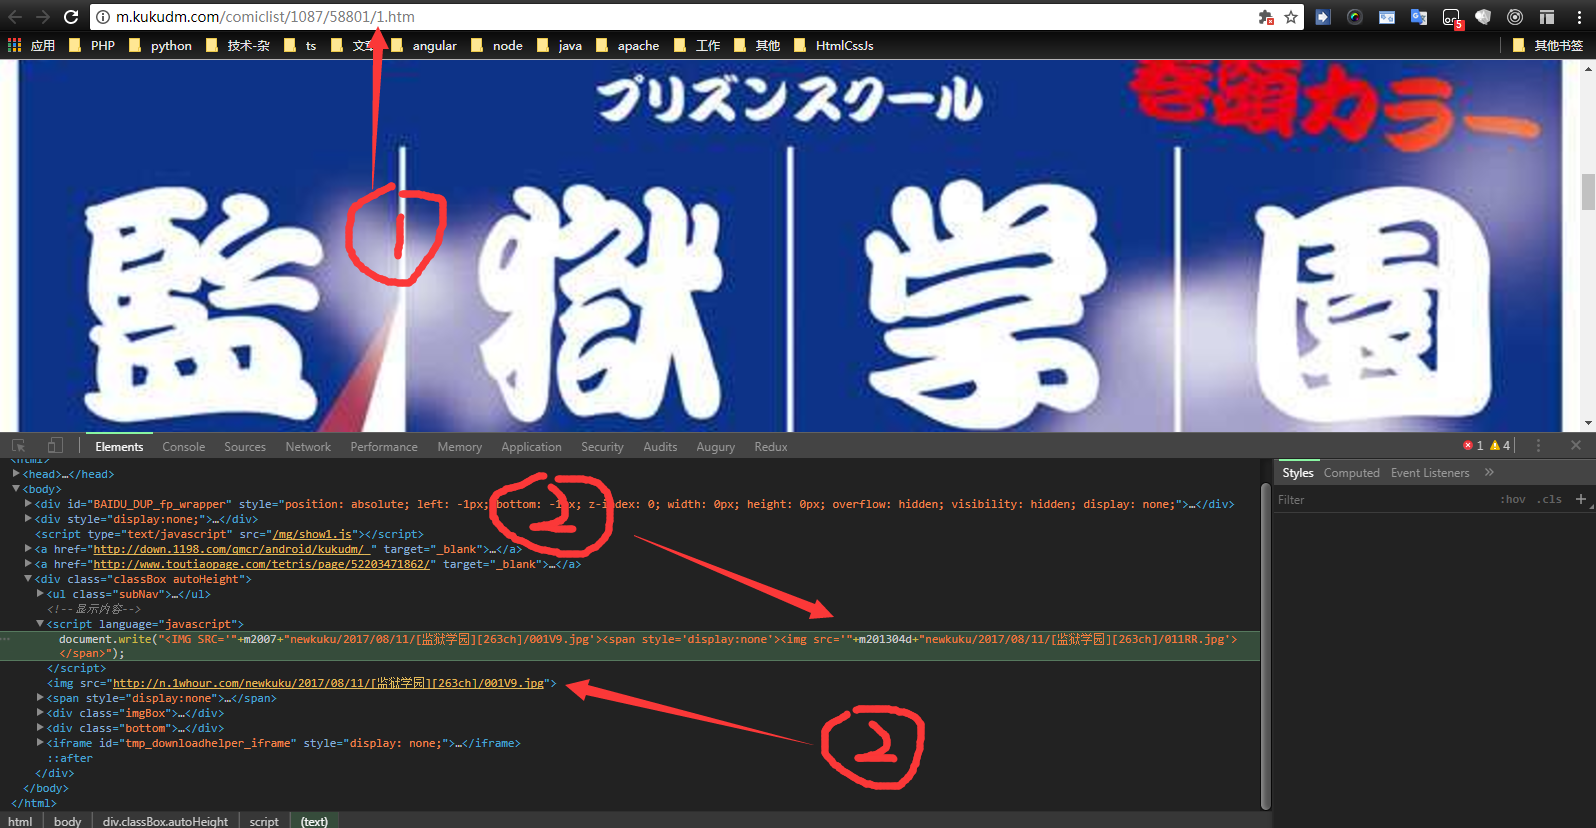 m.kukudm.com/comiclist/1087/58801/1.htm
5
应用 PHP python 技术-杂 ts 文章 angular node java apache 工作 其他 HtmlCssJs 其他书签
プリズンスクール
巻頭カラー
監獄学園
1
Elements Console Sources Network Performance Memory Application Security Audits Augury Redux 1 4
Styles Computed Event Listeners »
Filter :hov .cls +
<html>
<head>…</head>
<body>
<div id="BAIDU_DUP_fp_wrapper" style="position: absolute; left: -1px; bottom: -1px; z-index: 0; width: 0px; height: 0px; overflow: hidden; visibility: hidden; display: none;">…</div>
<div style="display:none;">…</div>
<script type="text/javascript" src="/mg/show1.js"></script>
<a href="http://down.1198.com/qmcr/android/kukudm/_" target="_blank">…</a>
<a href="http://www.toutiaopage.com/tetris/page/52203471862/" target="_blank">…</a>
<div class="classBox autoHeight">
<ul class="subNav">…</ul>
<!--显示内容-->
<script language="javascript">
document.write("<IMG SRC='"+m2007+"newkuku/2017/08/11/[监狱学园][263ch]/001V9.jpg'><span style='display:none'><img src='"+m201304d+"newkuku/2017/08/11/[监狱学园][263ch]/011RR.jpg'>
</span>");
</script>
<img src="http://n.1whour.com/newkuku/2017/08/11/[监狱学园][263ch]/001V9.jpg">
<span style="display:none">…</span>
<div class="imgBox">…</div>
<div class="bottom">…</div>
<iframe id="tmp_downloadhelper_iframe" style="display: none;">…</iframe>
::after
</div>
</body>
</html>
2
2
html body div.classBox.autoHeight script (text)